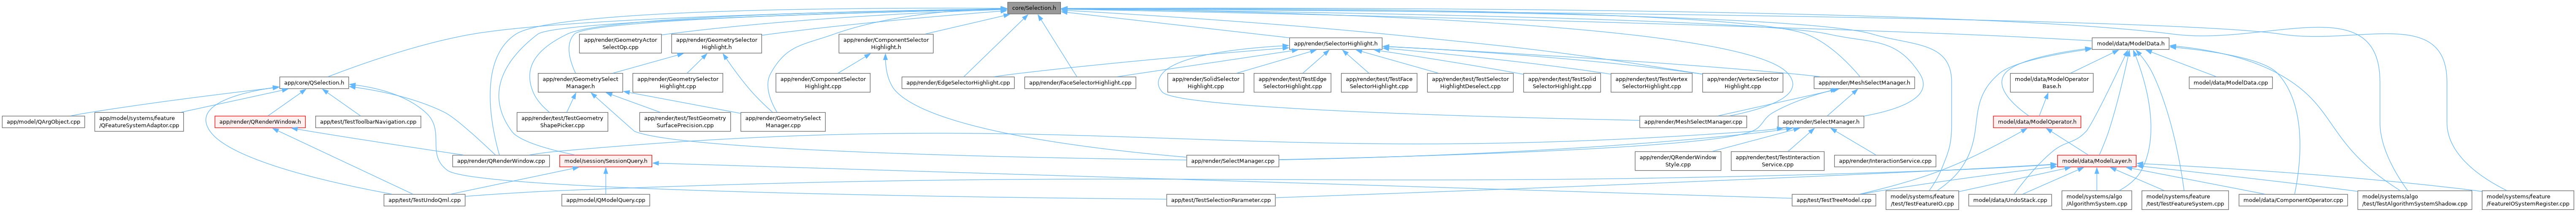 core/Selection.h
app/render/GeometryActor
SelectOp.cpp
app/render/GeometrySelector
Highlight.h
app/render/ComponentSelector
Highlight.h
app/render/SelectorHighlight.h
model/data/ModelData.h
app/core/QSelection.h
app/render/GeometrySelect
Manager.h
app/render/GeometrySelector
Highlight.cpp
app/render/ComponentSelector
Highlight.cpp
app/render/EdgeSelectorHighlight.cpp
app/render/FaceSelectorHighlight.cpp
app/render/SolidSelector
Highlight.cpp
app/render/test/TestEdge
SelectorHighlight.cpp
app/render/test/TestFace
SelectorHighlight.cpp
app/render/test/TestSelector
HighlightDeselect.cpp
app/render/test/TestSolid
SelectorHighlight.cpp
app/render/test/TestVertex
SelectorHighlight.cpp
app/render/VertexSelector
Highlight.cpp
app/render/MeshSelectManager.h
model/data/ModelOperator
Base.h
model/data/ModelData.cpp
app/model/QArgObject.cpp
app/model/systems/feature
/QFeatureSystemAdaptor.cpp
app/render/QRenderWindow.h
app/test/TestToolbarNavigation.cpp
app/render/test/TestGeometry
ShapePicker.cpp
app/render/test/TestGeometry
SurfacePrecision.cpp
app/render/GeometrySelect
Manager.cpp
app/render/MeshSelectManager.cpp
app/render/SelectManager.h
model/data/ModelOperator.h
app/render/QRenderWindow.cpp
model/session/SessionQuery.h
app/render/SelectManager.cpp
app/render/QRenderWindow
Style.cpp
app/render/test/TestInteraction
Service.cpp
app/render/InteractionService.cpp
model/data/ModelLayer.h
app/test/TestUndoQml.cpp
app/model/QModelQuery.cpp
app/test/TestSelectionParameter.cpp
app/test/TestTreeModel.cpp
model/systems/feature
/test/TestFeatureIO.cpp
model/data/UndoStack.cpp
model/systems/algo
/AlgorithmSystem.cpp
model/systems/feature
/test/TestFeatureSystem.cpp
model/data/ComponentOperator.cpp
model/systems/algo
/test/TestAlgorithmSystemShadow.cpp
model/systems/feature
/FeatureIOSystemRegister.cpp